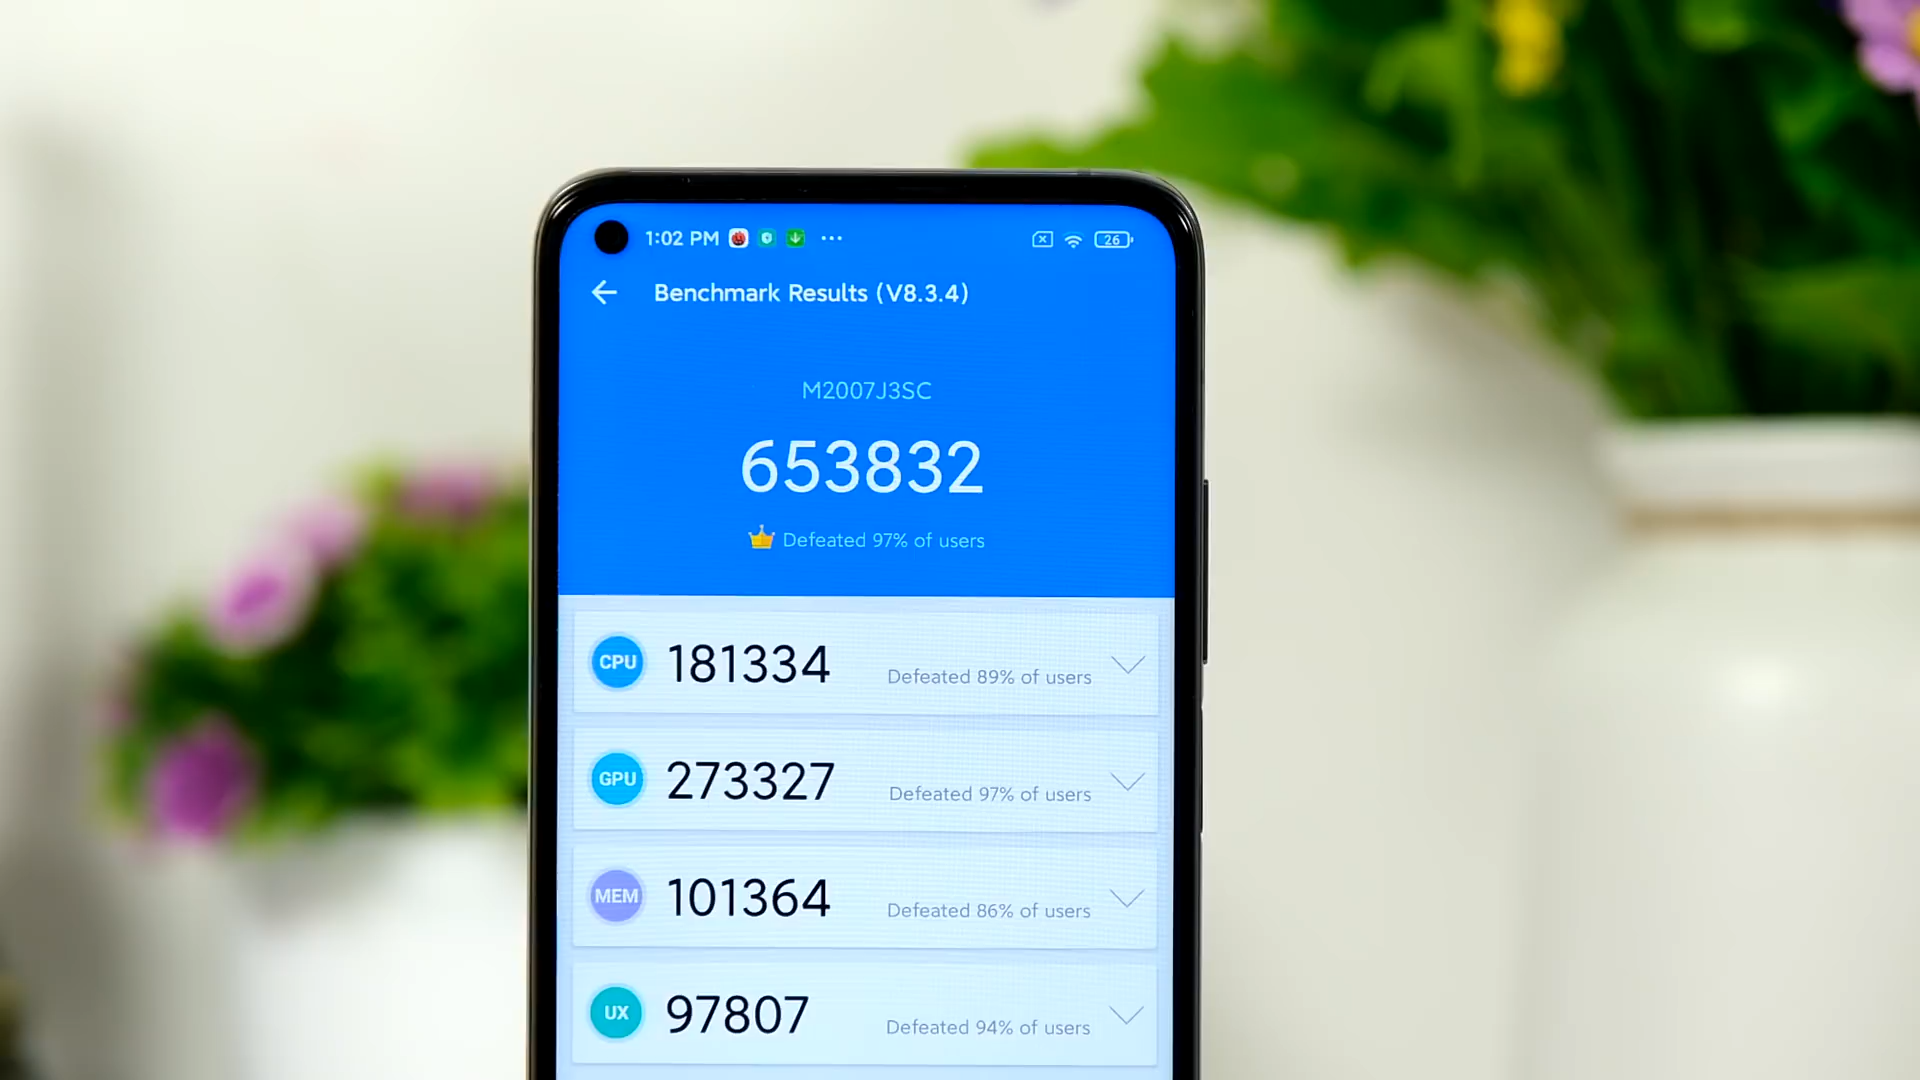 1:02 PM ... 26
Benchmark Results (V8.3.4)
M2007J3SC
653832
Defeated 97% of users
CPU 181334 Defeated 89% of users
GPU 273327 Defeated 97% of users
MEM 101364 Defeated 86% of users
UX 97807 Defeated 94% of users